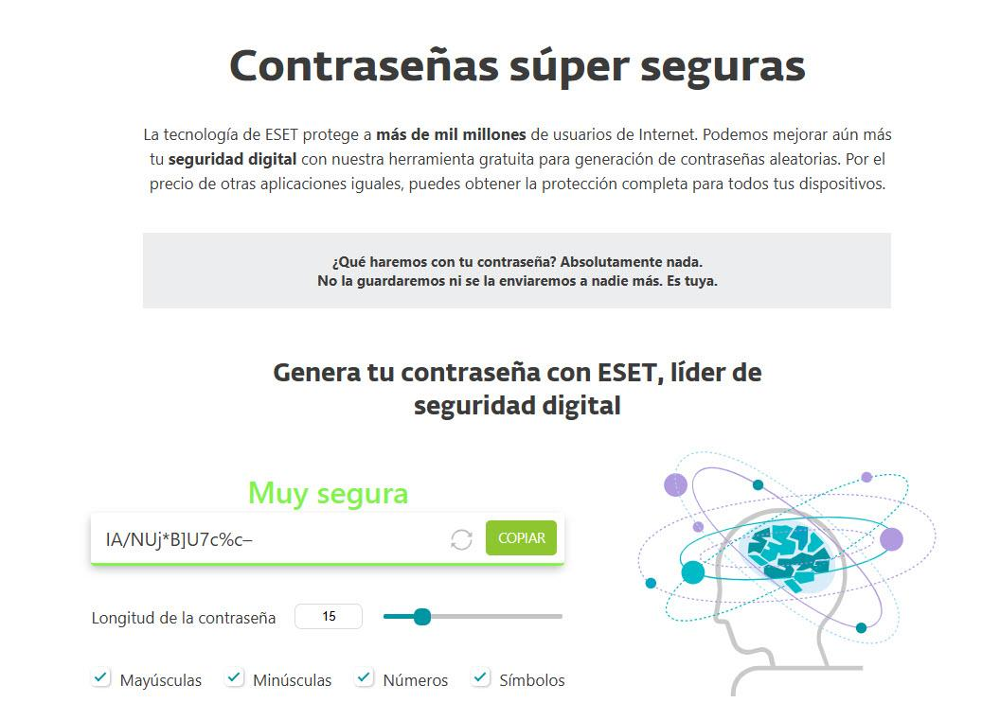 Contraseñas súper seguras
La tecnología de ESET protege a más de mil millones de usuarios de Internet. Podemos mejorar aún más
tu seguridad digital con nuestra herramienta gratuita para generación de contraseñas aleatorias. Por el
precio de otras aplicaciones iguales, puedes obtener la protección completa para todos tus dispositivos.
¿Qué haremos con tu contraseña? Absolutamente nada.
No la guardaremos ni se la enviaremos a nadie más. Es tuya.
Genera tu contraseña con ESET, líder de
seguridad digital
Muy segura
IA/NUj*B]U7c%c– COPIAR
Longitud de la contraseña 15
Mayúsculas Minúsculas Números Símbolos